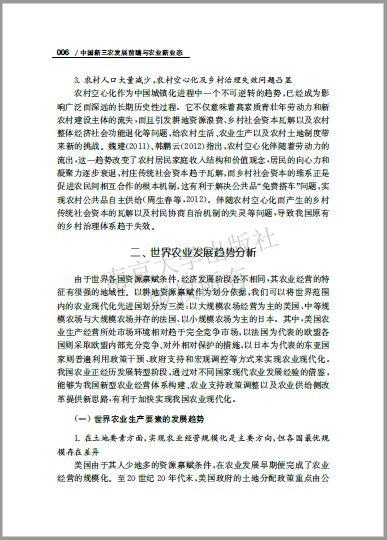 006 / 中国新三农发展前瞻与农业新业态
3. 农村人口大量减少,农村空心化及乡村治理失效问题凸显
农村空心化作为中国城镇化进程中一个不可逆转的趋势,已经成为影
响广泛而深远的长期历史性过程。它不仅意味着高素质青壮年劳动力和新
农村建设主体的流失,而且引发耕地资源浪费、乡村社会资本瓦解以及农村
整体经济社会功能退化等问题,给农村生活、农业生产以及农村土地制度带
来新的挑战。魏建(2011)、韩鹏云(2012)指出,农村空心化伴随着劳动力的
流出,这一趋势改变了农村居民家庭收入结构和价值观念,居民的向心力和
凝聚力逐步衰退,村庄传统社会资本趋于瓦解,而乡村社会资本的维系正是
促进农民间相互合作的根本机制,这有利于解决公共品“免费搭车”问题,实
现农村公共品自主供给(周生春等,2012)。伴随农村空心化而产生的乡村
传统社会资本的瓦解以及村民协商自治机制的失灵等问题,导致我国原有
的乡村治理体系趋于失效。
二、世界农业发展趋势分析
由于世界各国资源禀赋条件、经济发展阶段各不相同,其农业经营的特
征有很强的地域性。以耕地资源禀赋作为划分依据,我们可以将世界范围
内的农业现代化先进国划分为三类:以大规模农场经营为主的美国、中等规
模农场与大规模农场并存的法国、以小规模农场为主的日本。其中,美国农
业生产经营所处市场环境相对趋于完全竞争市场,以法国为代表的欧盟各
国则采取欧盟内部充分竞争、对外相对保护的措施,以日本为代表的东亚国
家则普遍利用政策干预、政府支持和宏观调控等方式来实现农业现代化。
我国农业正经历发展转型阶段,通过对不同国家现代农业发展经验的借鉴,
能够为我国新型农业经营体系构建、农业支持政策调整以及农业供给侧改
革提供新思路,有利于加快实现我国农业现代化。
(一) 世界农业生产要素的发展趋势
1. 在土地要素方面,实现农业经营规模化是主要方向,但各国最优规
模存在差异
美国由于其人少地多的资源禀赋条件,在农业发展早期便完成了农业
经营的规模化。至 20 世纪 20 年代末,美国政府的土地分配政策重点由公
南京大学出版社